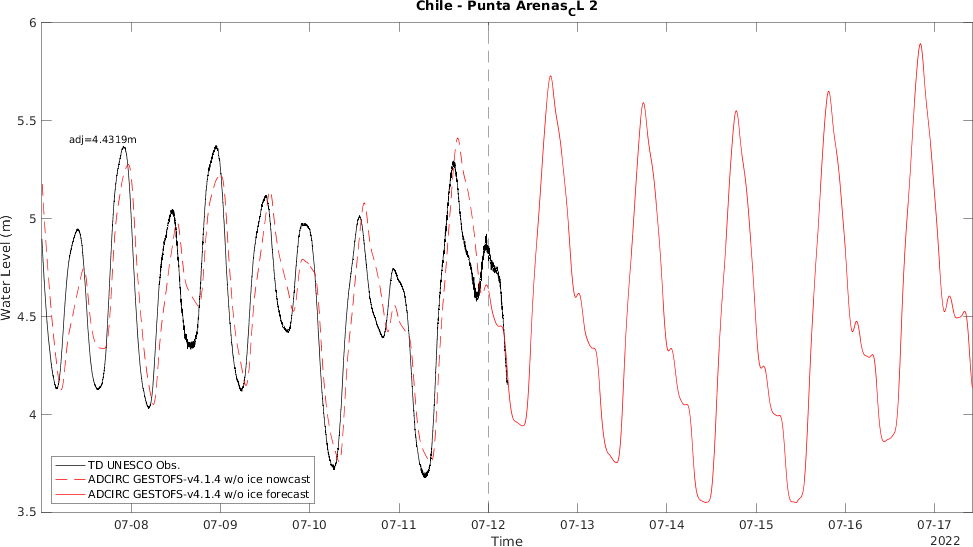 Chile - Punta Arenas_CL 2
Water Level (m)
6
5.5
5
4.5
4
3.5
adj=4.4319m
TD UNESCO Obs.
ADCIRC GESTOFS-v4.1.4 w/o ice nowcast
ADCIRC GESTOFS-v4.1.4 w/o ice forecast
07-08 07-09 07-10 07-11 07-12 07-13 07-14 07-15 07-16 07-17
Time
2022